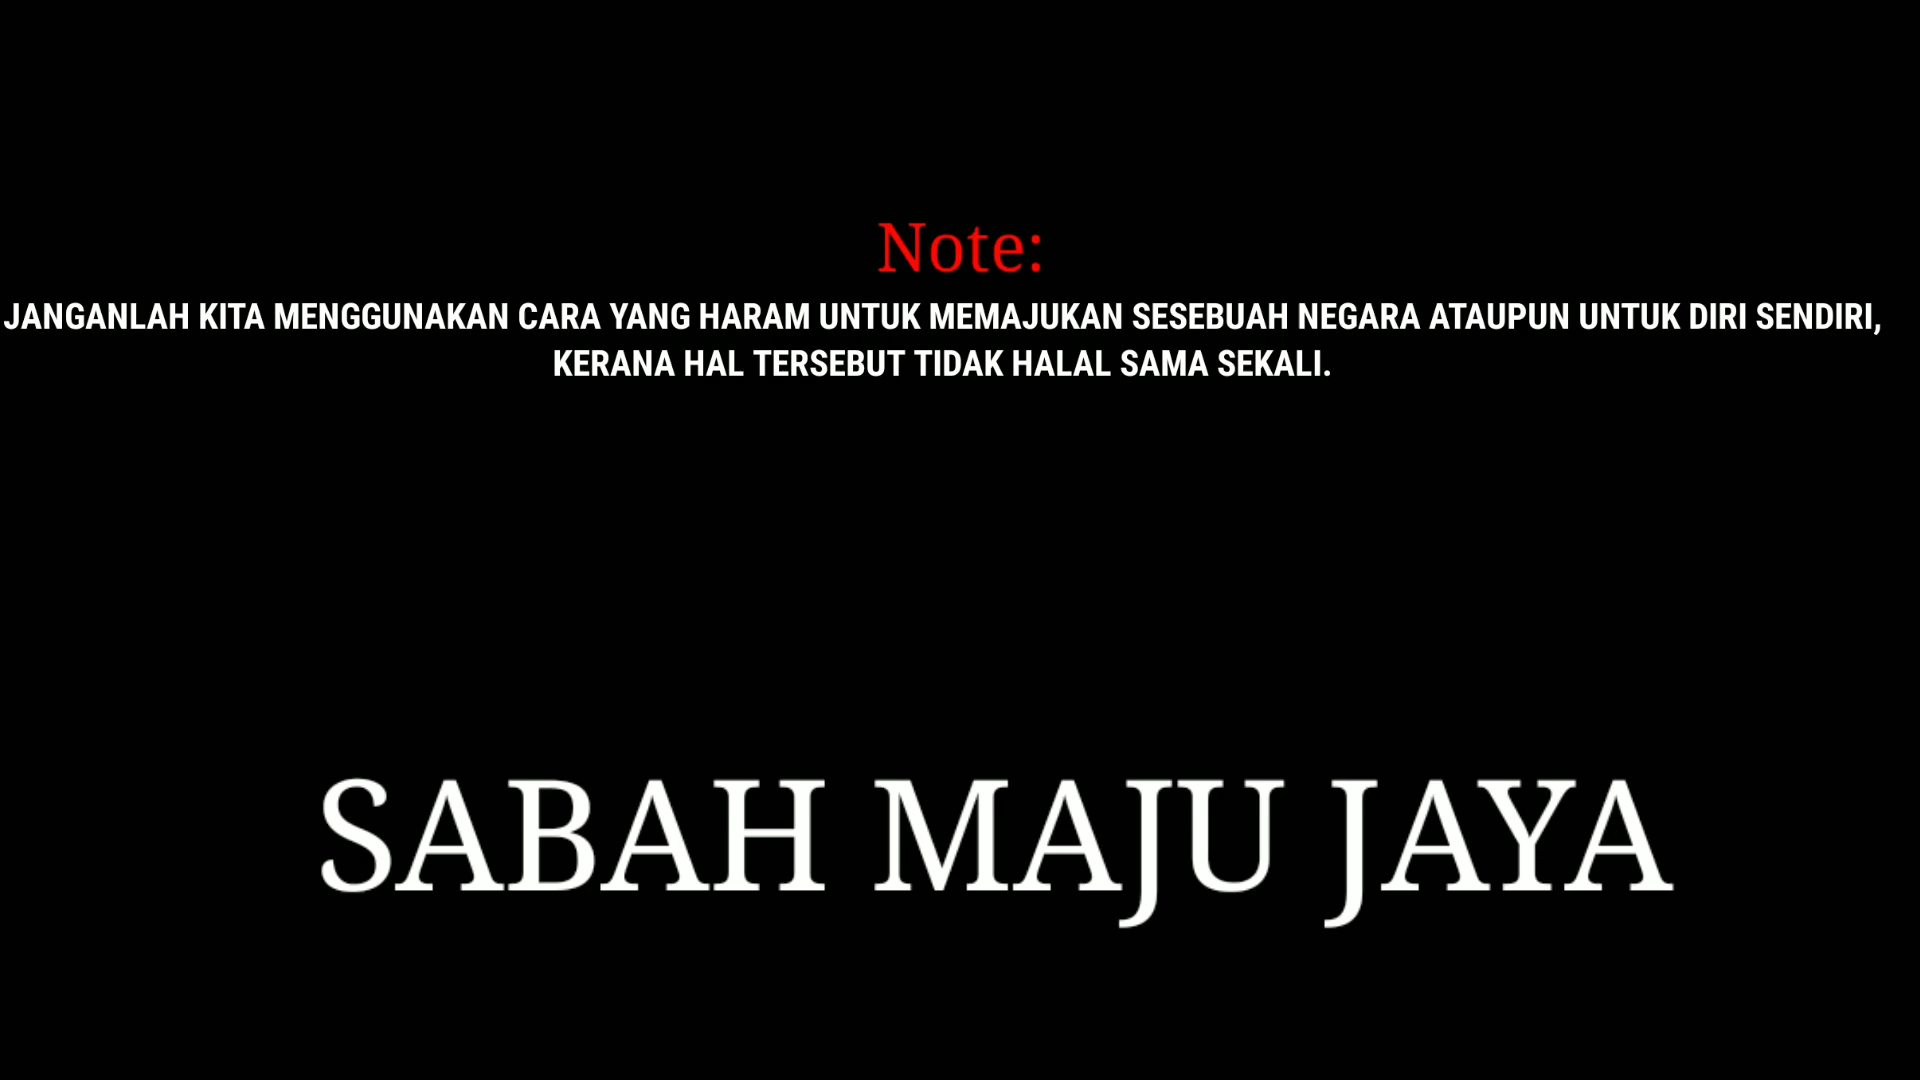 Note:
JANGANLAH KITA MENGGUNAKAN CARA YANG HARAM UNTUK MEMAJUKAN SESEBUAH NEGARA ATAUPUN UNTUK DIRI SENDIRI,
KERANA HAL TERSEBUT TIDAK HALAL SAMA SEKALI.
SABAH MAJU JAYA